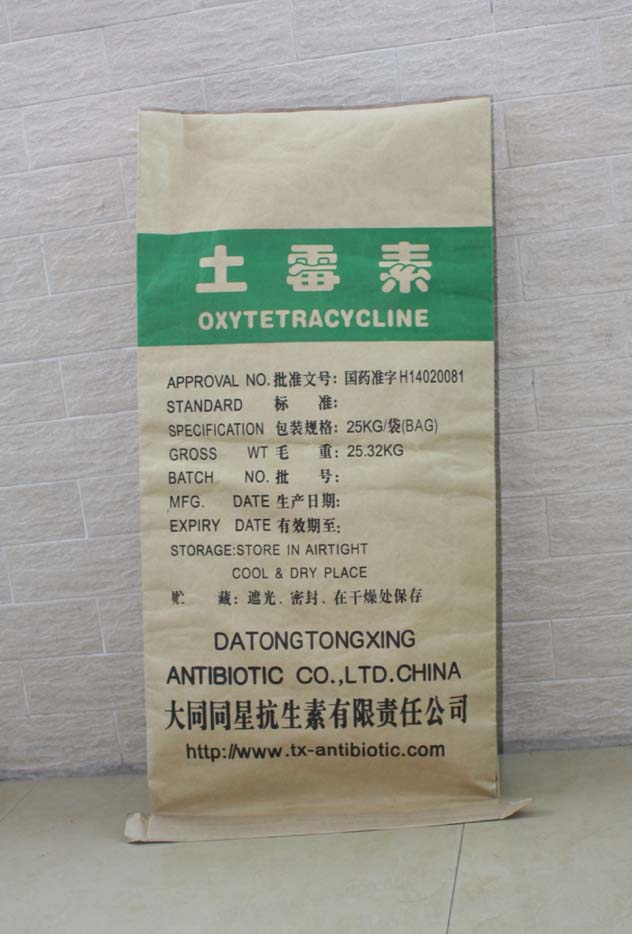 土霉素
OXYTETRACYCLINE
APPROVAL NO. 批准文号: 国药准字H14020081
STANDARD 标 准:
SPECIFICATION 包装规格: 25KG/袋(BAG)
GROSS WT 毛 重: 25.32KG
BATCH NO. 批 号:
MFG. DATE 生产日期:
EXPIRY DATE 有效期至:
STORAGE:STORE IN AIRTIGHT
COOL & DRY PLACE
贮 藏: 遮光、密封、在干燥处保存
DATONGTONGXING
ANTIBIOTIC CO.,LTD.CHINA
大同同星抗生素有限责任公司
http://www.tx-antibiotic.com